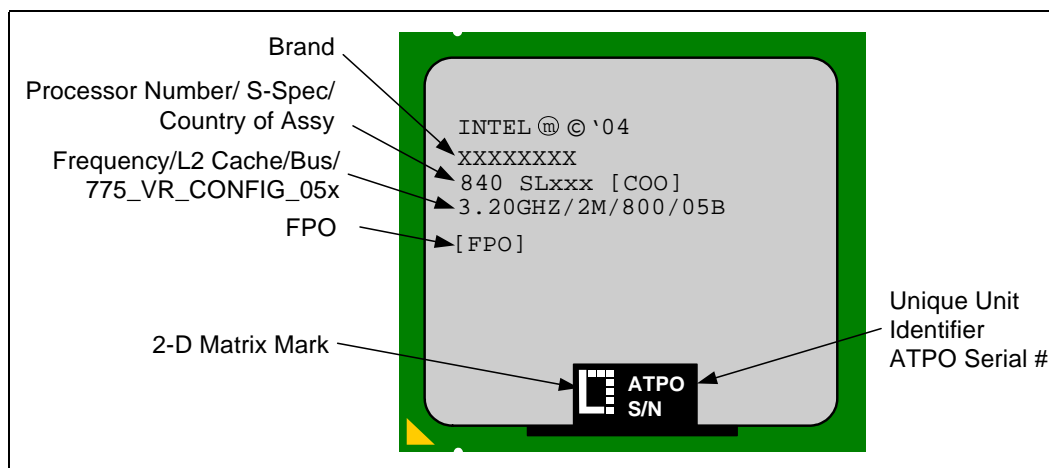 Brand
Processor Number/ S-Spec/
Country of Assy
Frequency/L2 Cache/Bus/
775_VR_CONFIG_05x
FPO
2-D Matrix Mark
INTEL ⓜ © `04
XXXXXXXX
840 SLxxx [COO]
3.20GHZ/2M/800/05B
[FPO]
ATPO
S/N
Unique Unit
Identifier
ATPO Serial #